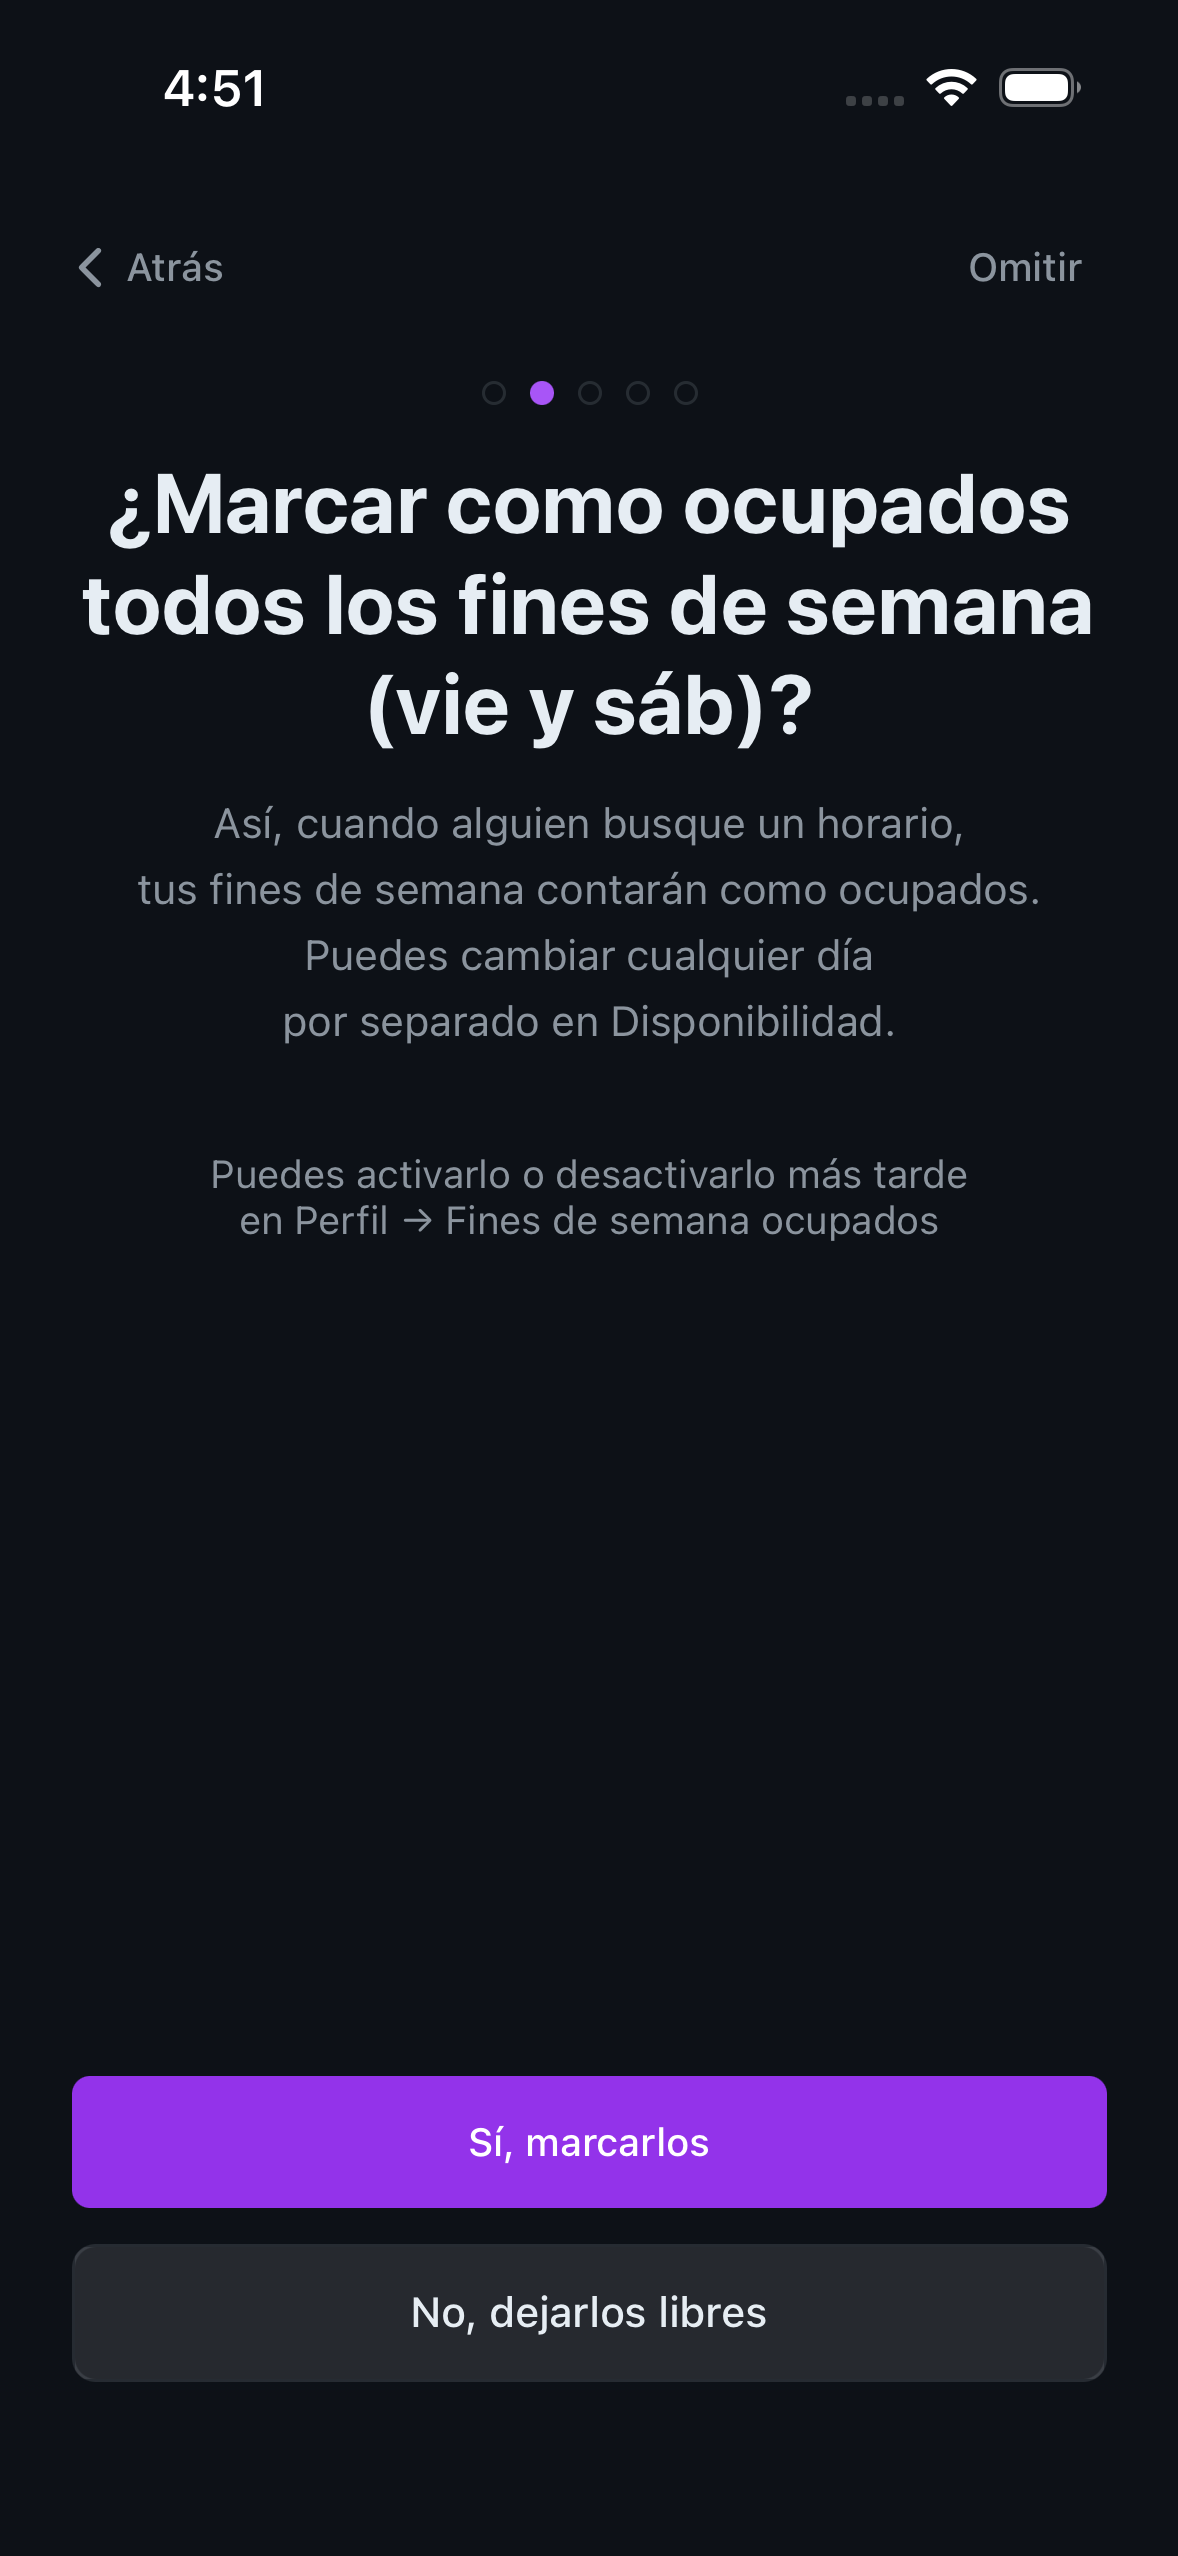 4:51
Atrás
Omitir
¿Marcar como ocupados
todos los fines de semana
(vie y sáb)?
Así, cuando alguien busque un horario,
tus fines de semana contarán como ocupados.
Puedes cambiar cualquier día
por separado en Disponibilidad.
Puedes activarlo o desactivarlo más tarde
en Perfil → Fines de semana ocupados
Sí, marcarlos
No, dejarlos libres